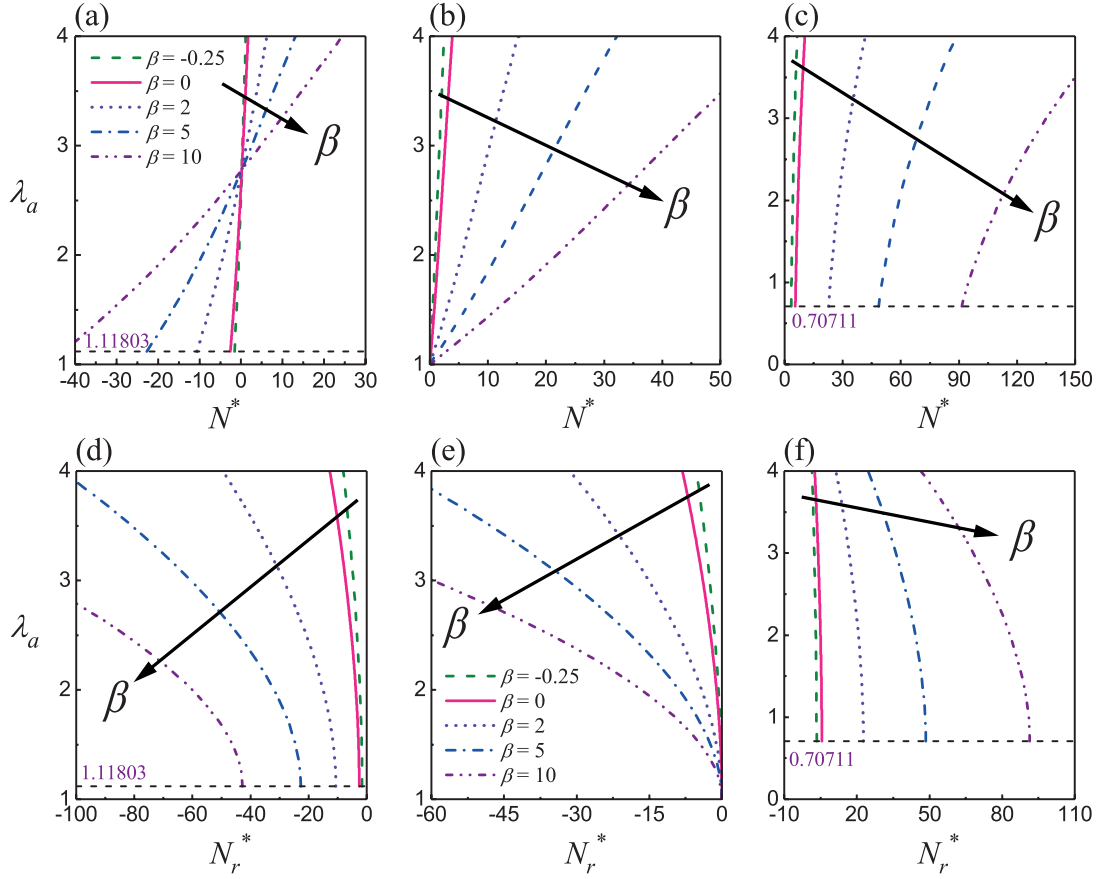 (a)
(b)
(c)
4
3
2
1
λa
β = -0.25
β = 0
β = 2
β = 5
β = 10
β
1.11803
-40 -30 -20 -10 0 10 20 30
N*
4
3
2
1
β
0 10 20 30 40 50
N*
4
3
2
1
0
β
0.70711
0 30 60 90 120 150
N*
(d)
(e)
(f)
4
3
2
1
λa
β
1.11803
-100 -80 -60 -40 -20 0
Nr*
4
3
2
1
β
β = -0.25
β = 0
β = 2
β = 5
β = 10
-60 -45 -30 -15 0
Nr*
4
3
2
1
0
β
0.70711
-10 20 50 80 110
Nr*